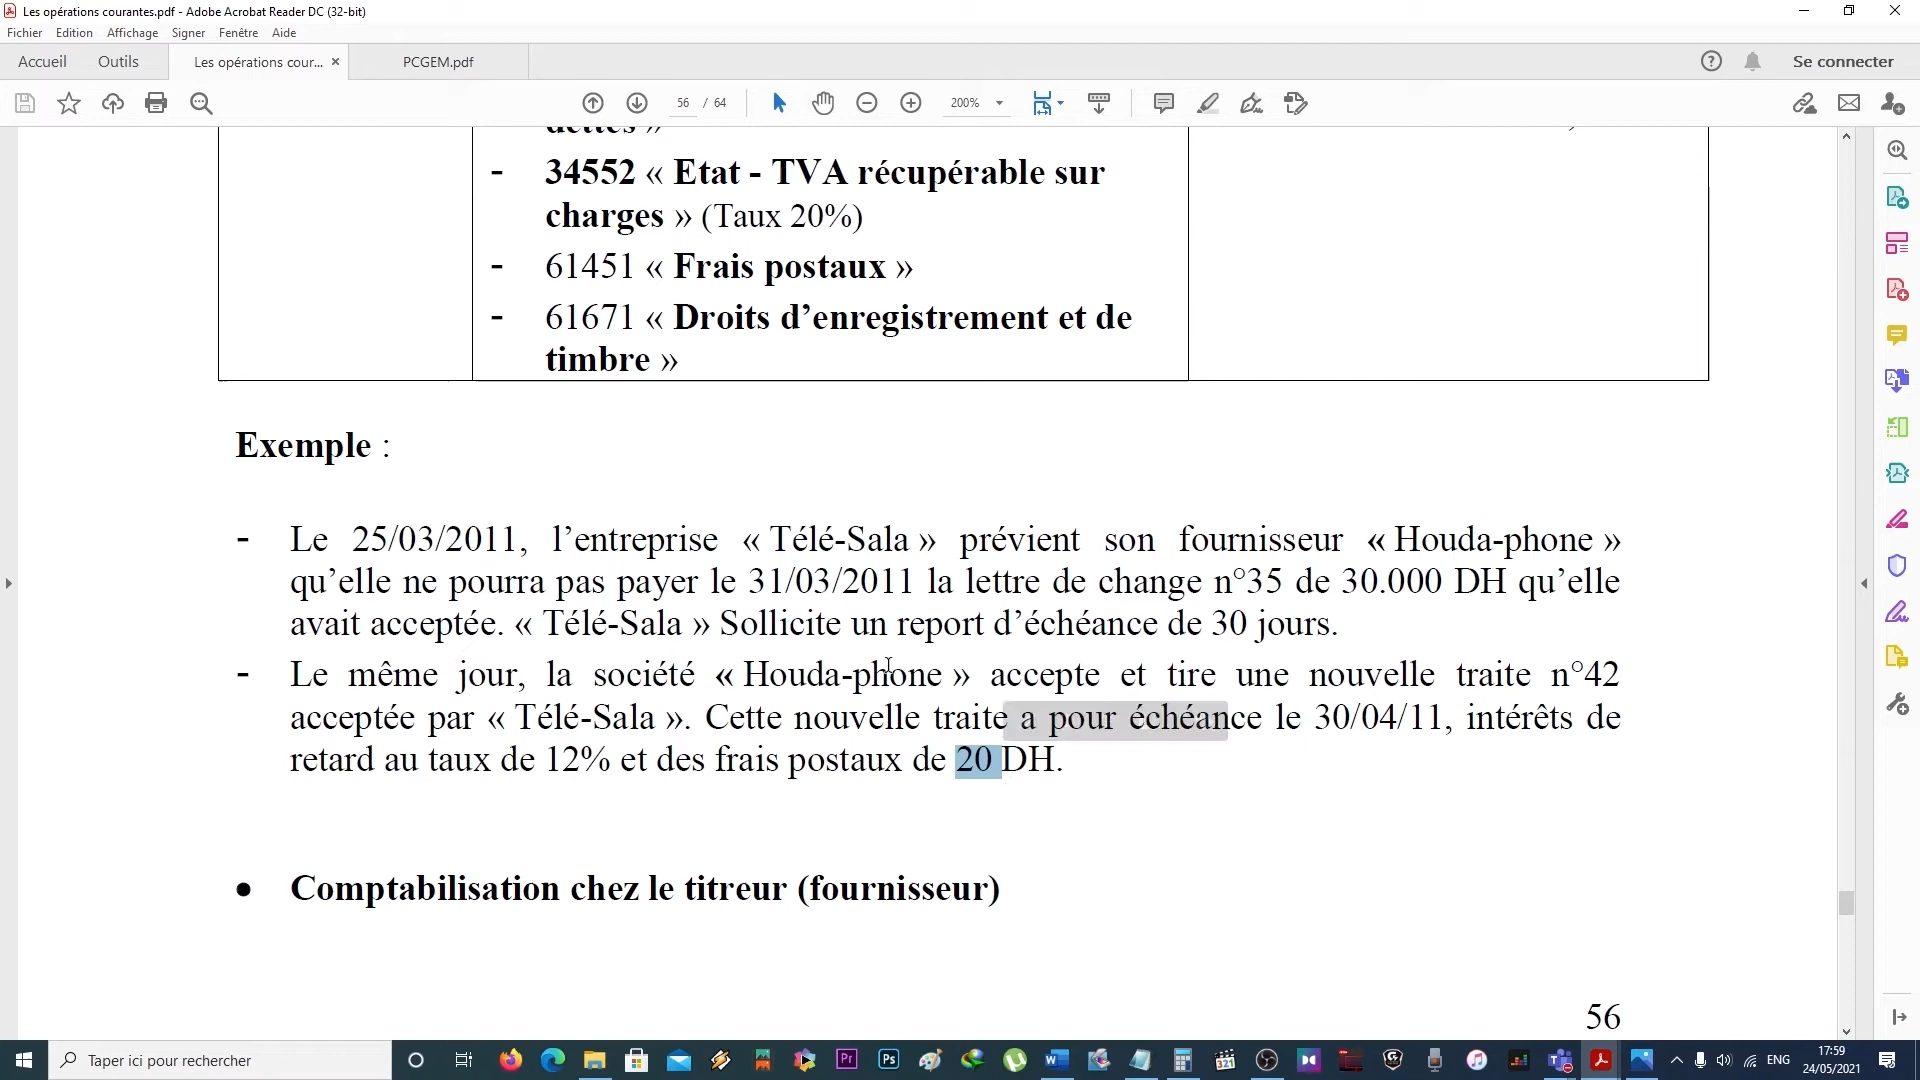 Les opérations courantes.pdf - Adobe Acrobat Reader DC (32-bit)
Fichier Edition Affichage Signer Fenêtre Aide
Accueil Outils Les opérations cour... × PCGEM.pdf Se connecter
56 / 64 200%
dettes »
- 34552 « Etat - TVA récupérable sur
charges » (Taux 20%)
- 61451 « Frais postaux »
- 61671 « Droits d’enregistrement et de
timbre »
Exemple :
- Le 25/03/2011, l’entreprise « Télé-Sala » prévient son fournisseur « Houda-phone »
qu’elle ne pourra pas payer le 31/03/2011 la lettre de change n°35 de 30.000 DH qu’elle
avait acceptée. « Télé-Sala » Sollicite un report d’échéance de 30 jours.
- Le même jour, la société « Houda-phone » accepte et tire une nouvelle traite n°42
acceptée par « Télé-Sala ». Cette nouvelle traite a pour échéance le 30/04/11, intérêts de
retard au taux de 12% et des frais postaux de 20 DH.
• Comptabilisation chez le titreur (fournisseur)
56
Taper ici pour rechercher
Pr Ps
321
ENG
17:59
24/05/2021